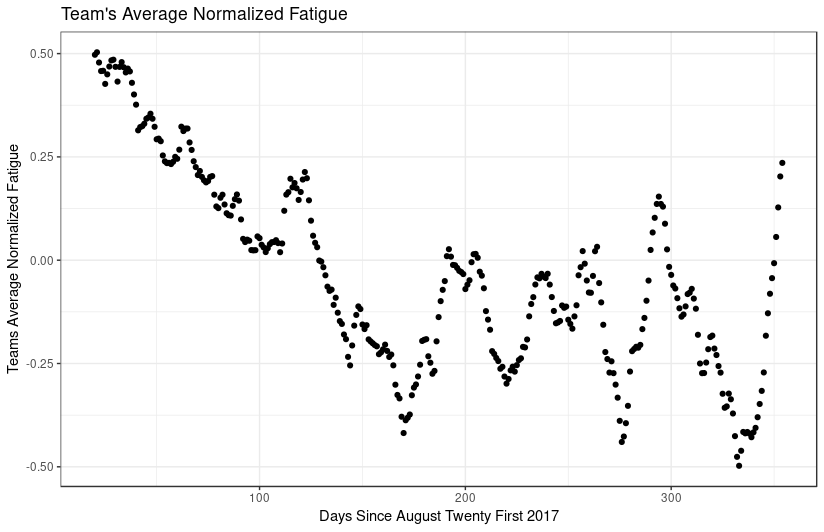 Team's Average Normalized Fatigue
Teams Average Normalized Fatigue
0.50
0.25
0.00
-0.25
-0.50
100
200
300
Days Since August Twenty First 2017